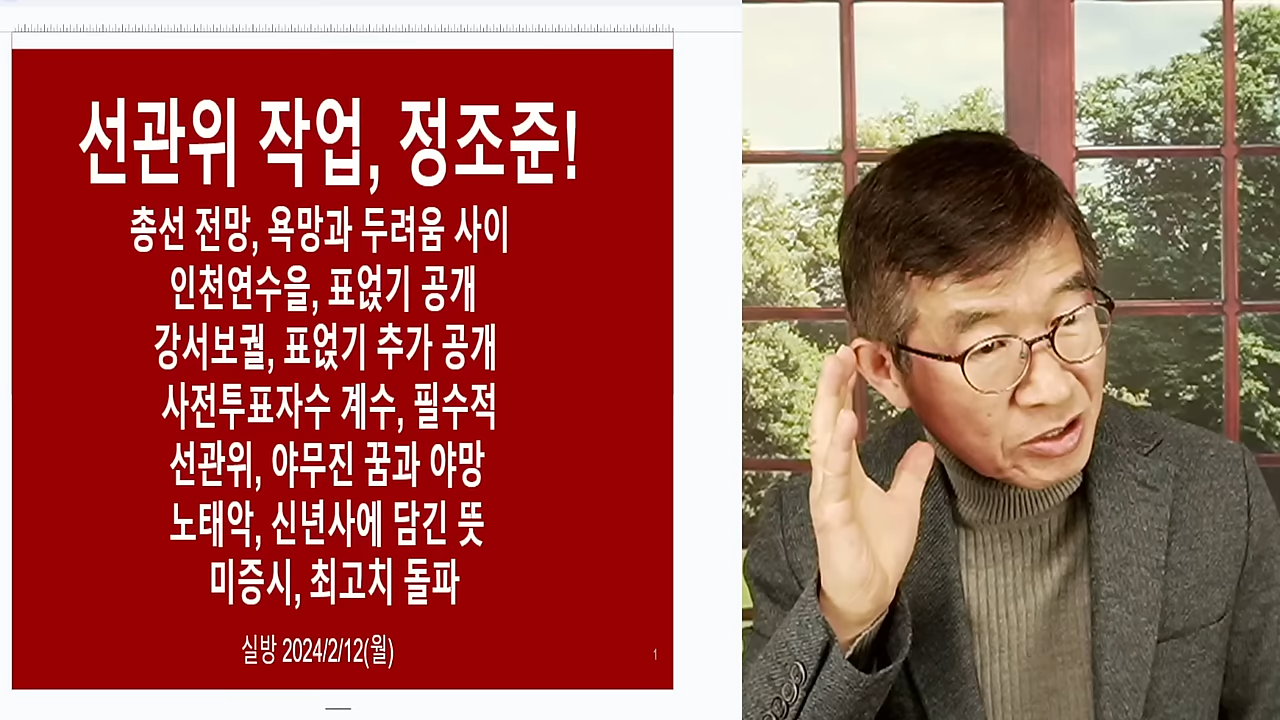 선관위 작업, 정조준!
총선 전망, 욕망과 두려움 사이
인천연수을, 표얹기 공개
강서보궐, 표얹기 추가 공개
사전투표자수 계수, 필수적
선관위, 야무진 꿈과 야망
노태악, 신년사에 담긴 뜻
미증시, 최고치 돌파
실방 2024/2/12(월)
1